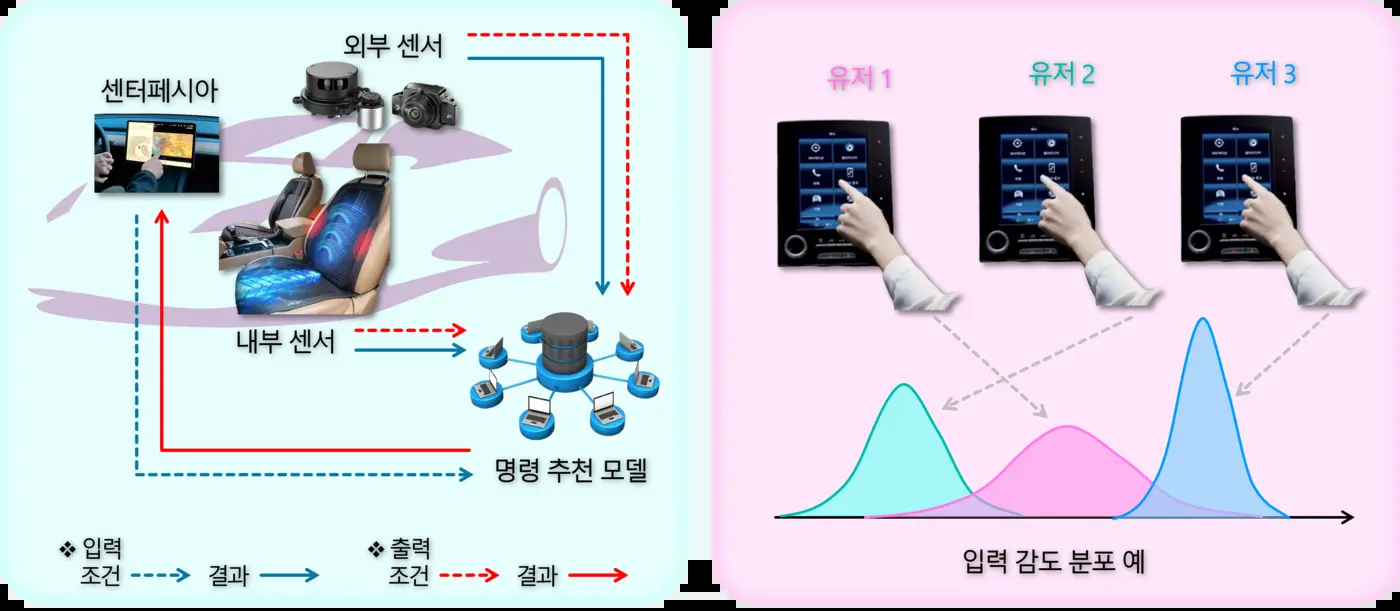 외부 센서
센터페시아
내부 센서
명령 추천 모델
❖ 입력
조건
결과
❖ 출력
조건
결과
유저 1
유저 2
유저 3
입력 감도 분포 예